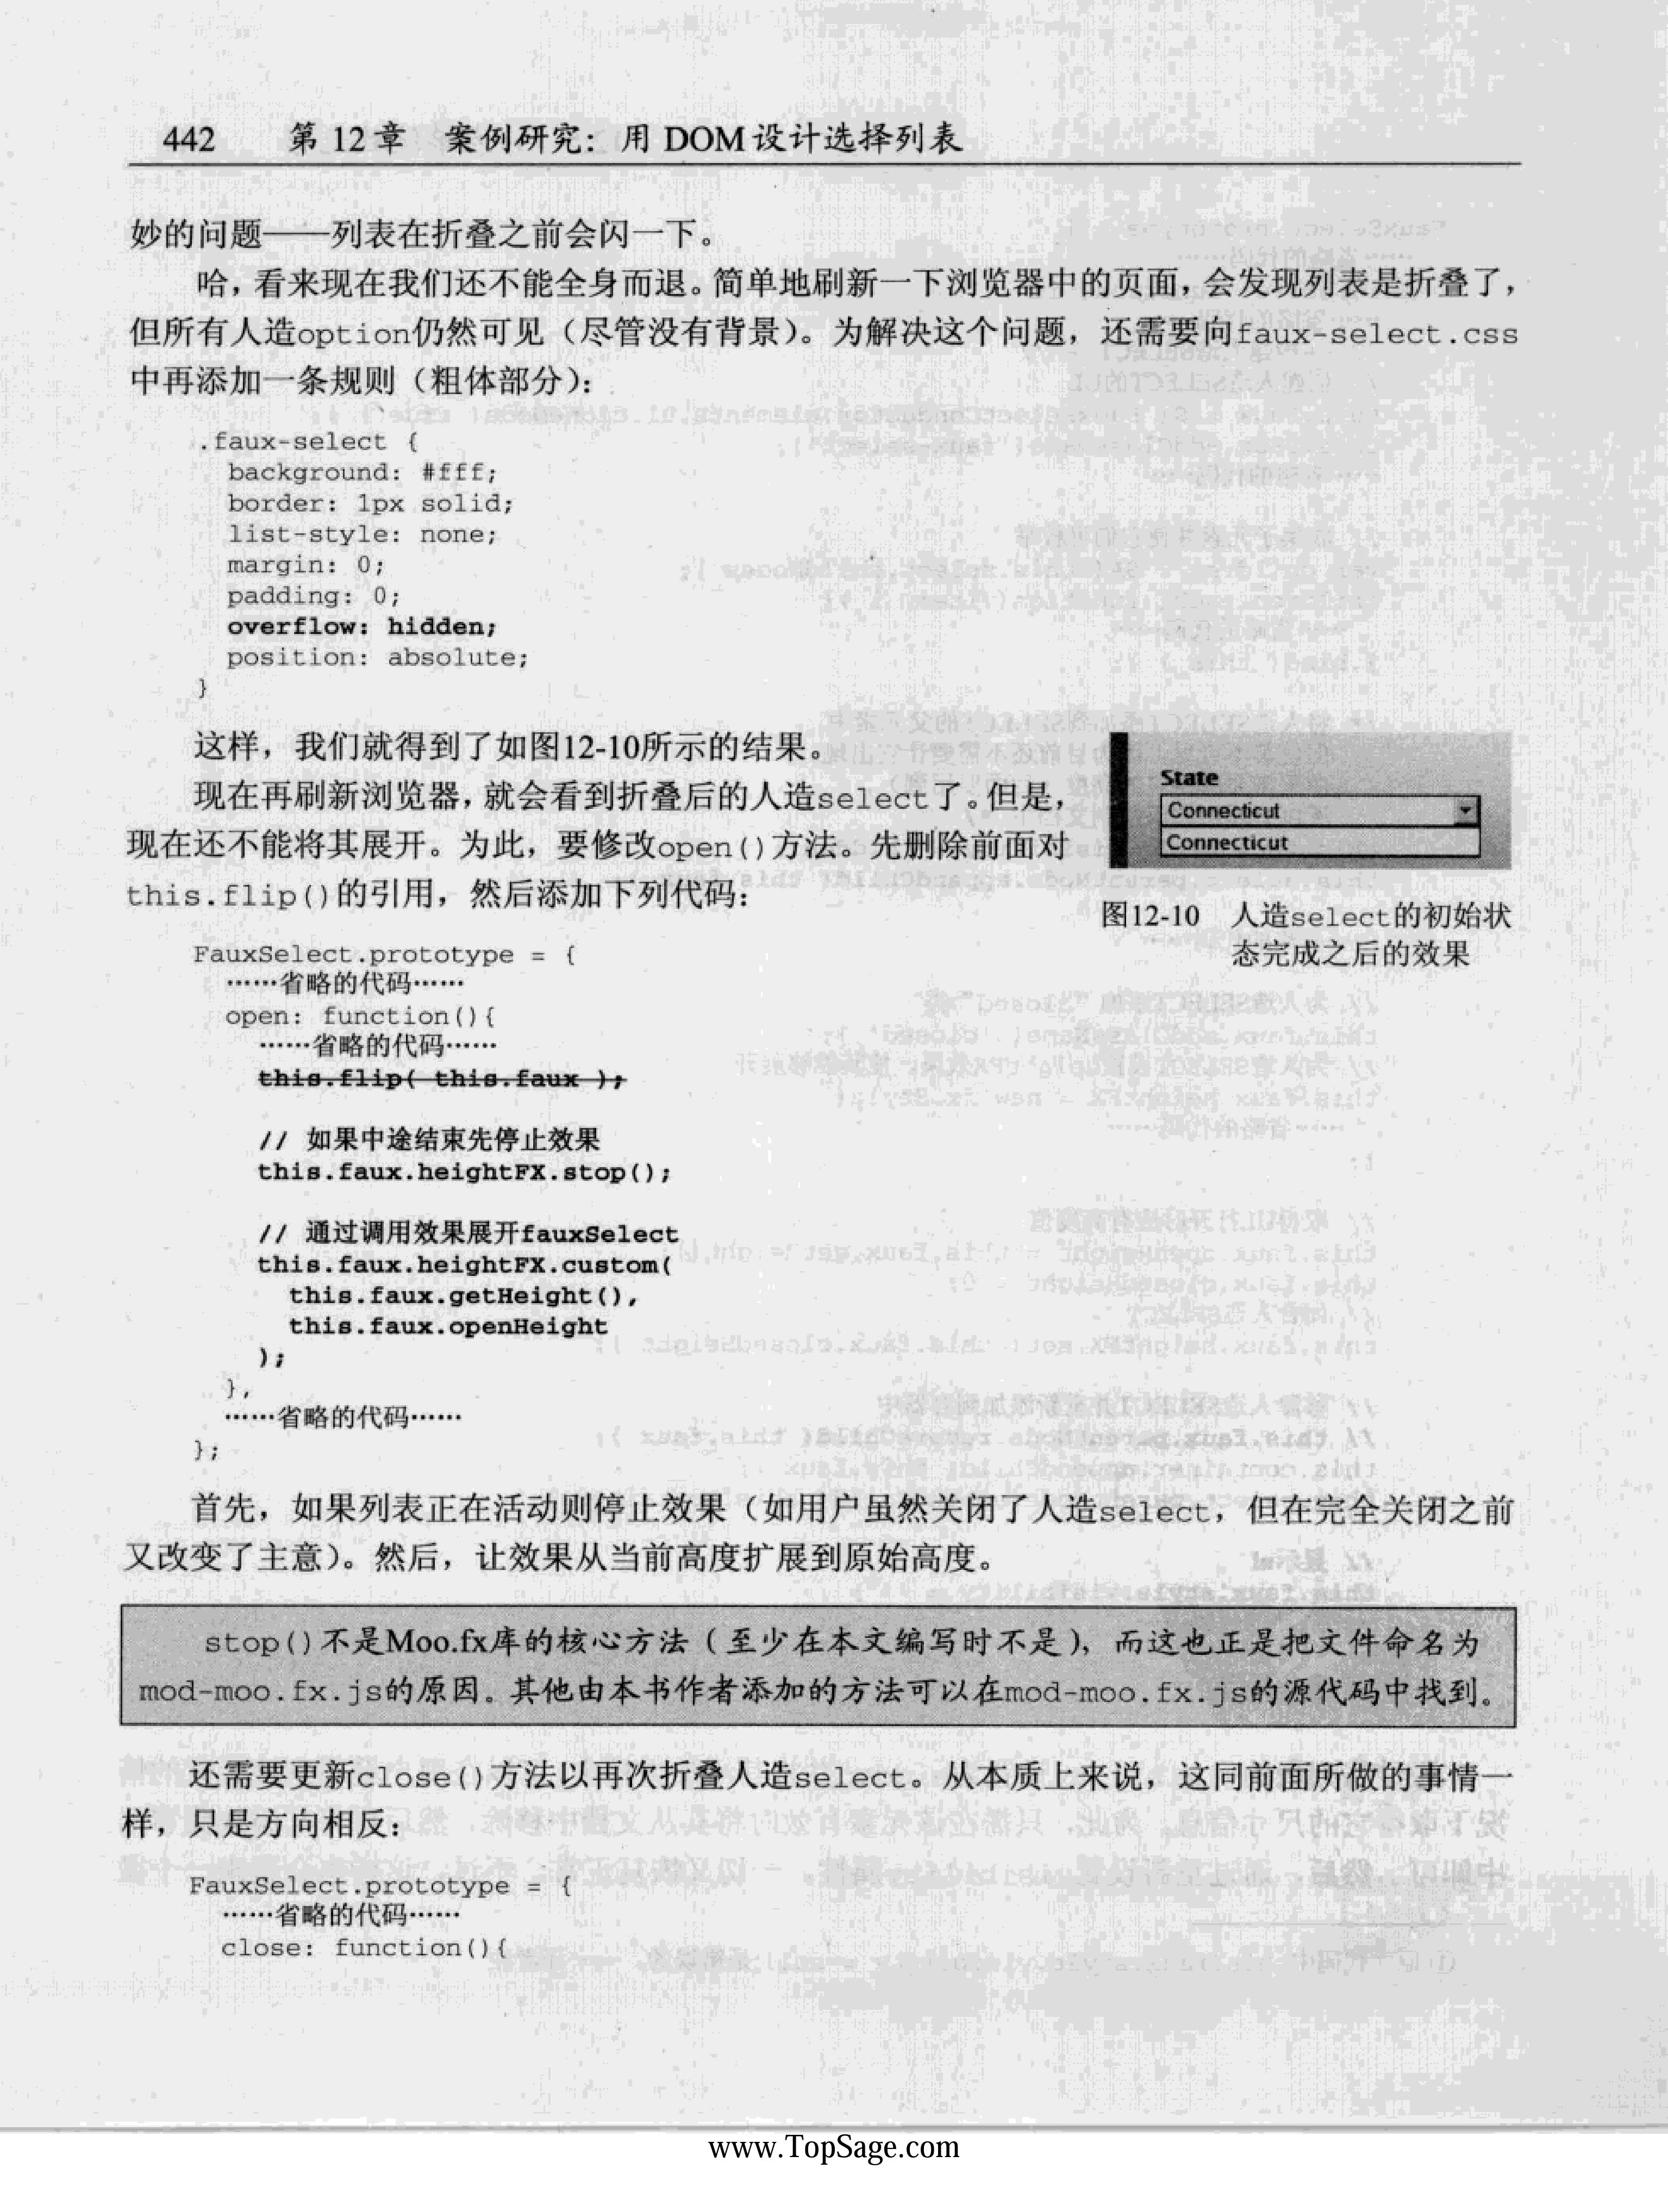 442 第 12 章 案例研究：用 DOM 设计选择列表
妙的问题——列表在折叠之前会闪一下。
哈，看来现在我们还不能全身而退。简单地刷新一下浏览器中的页面，会发现列表是折叠了，
但所有人造option仍然可见（尽管没有背景）。为解决这个问题，还需要向faux-select.css
中再添加一条规则（粗体部分）：
.faux-select {
background: #fff;
border: 1px solid;
list-style: none;
margin: 0;
padding: 0;
overflow: hidden;
position: absolute;
}
这样，我们就得到了如图12-10所示的结果。
现在再刷新浏览器，就会看到折叠后的人造select了。但是，
现在还不能将其展开。为此，要修改open()方法。先删除前面对
this.flip()的引用，然后添加下列代码：
State
Connecticut
Connecticut
图12-10 人造select的初始状
态完成之后的效果
FauxSelect.prototype = {
……省略的代码……
open: function(){
……省略的代码……
this.flip( this.faux );
// 如果中途结束先停止效果
this.faux.heightFX.stop();
// 通过调用效果展开fauxSelect
this.faux.heightFX.custom(
this.faux.getHeight(),
this.faux.openHeight
);
},
……省略的代码……
};
首先，如果列表正在活动则停止效果（如用户虽然关闭了人造select，但在完全关闭之前
又改变了主意）。然后，让效果从当前高度扩展到原始高度。
stop()不是Moo.fx库的核心方法（至少在本文编写时不是），而这也正是把文件命名为
mod-moo.fx.js的原因。其他由本书作者添加的方法可以在mod-moo.fx.js的源代码中找到。
还需要更新close()方法以再次折叠人造select。从本质上来说，这同前面所做的事情一
样，只是方向相反：
FauxSelect.prototype = {
……省略的代码……
close: function(){
www.TopSage.com